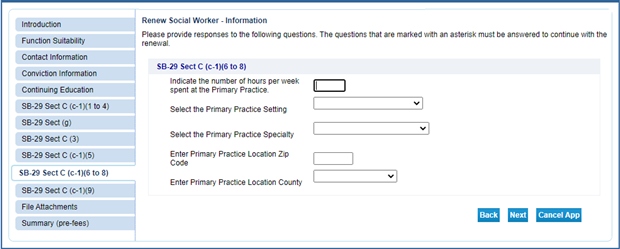 Introduction
Function Suitability
Contact Information
Conviction Information
Continuing Education
SB-29 Sect C (c-1)(1 to 4)
SB-29 Sect (g)
SB-29 Sect C (3)
SB-29 Sect C (c-1)(5)
SB-29 Sect C (c-1)(6 to 8)
SB-29 Sect C (c-1)(9)
File Attachments
Summary (pre-fees)
Renew Social Worker - Information
Please provide responses to the following questions. The questions that are marked with an asterisk must be answered to continue with the
renewal.
SB-29 Sect C (c-1)(6 to 8)
Indicate the number of hours per week
spent at the Primary Practice.
Select the Primary Practice Setting
Select the Primary Practice Specialty
Enter Primary Practice Location Zip
Code
Enter Primary Practice Location County
Back Next Cancel App